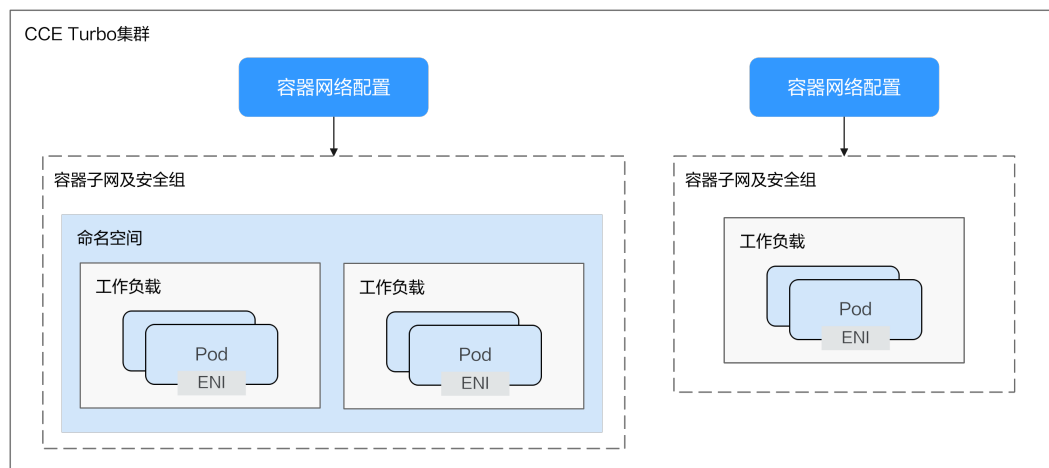 CCE Turbo集群
容器网络配置
容器子网及安全组
命名空间
工作负载
Pod
ENI
工作负载
Pod
ENI
容器网络配置
容器子网及安全组
工作负载
Pod
ENI